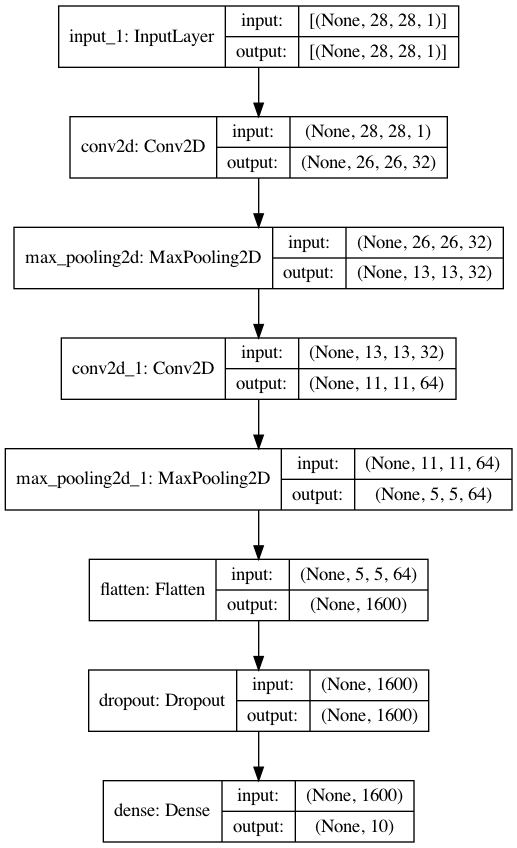 input_1: InputLayer
input: [(None, 28, 28, 1)]
output: [(None, 28, 28, 1)]
conv2d: Conv2D
input: (None, 28, 28, 1)
output: (None, 26, 26, 32)
max_pooling2d: MaxPooling2D
input: (None, 26, 26, 32)
output: (None, 13, 13, 32)
conv2d_1: Conv2D
input: (None, 13, 13, 32)
output: (None, 11, 11, 64)
max_pooling2d_1: MaxPooling2D
input: (None, 11, 11, 64)
output: (None, 5, 5, 64)
flatten: Flatten
input: (None, 5, 5, 64)
output: (None, 1600)
dropout: Dropout
input: (None, 1600)
output: (None, 1600)
dense: Dense
input: (None, 1600)
output: (None, 10)